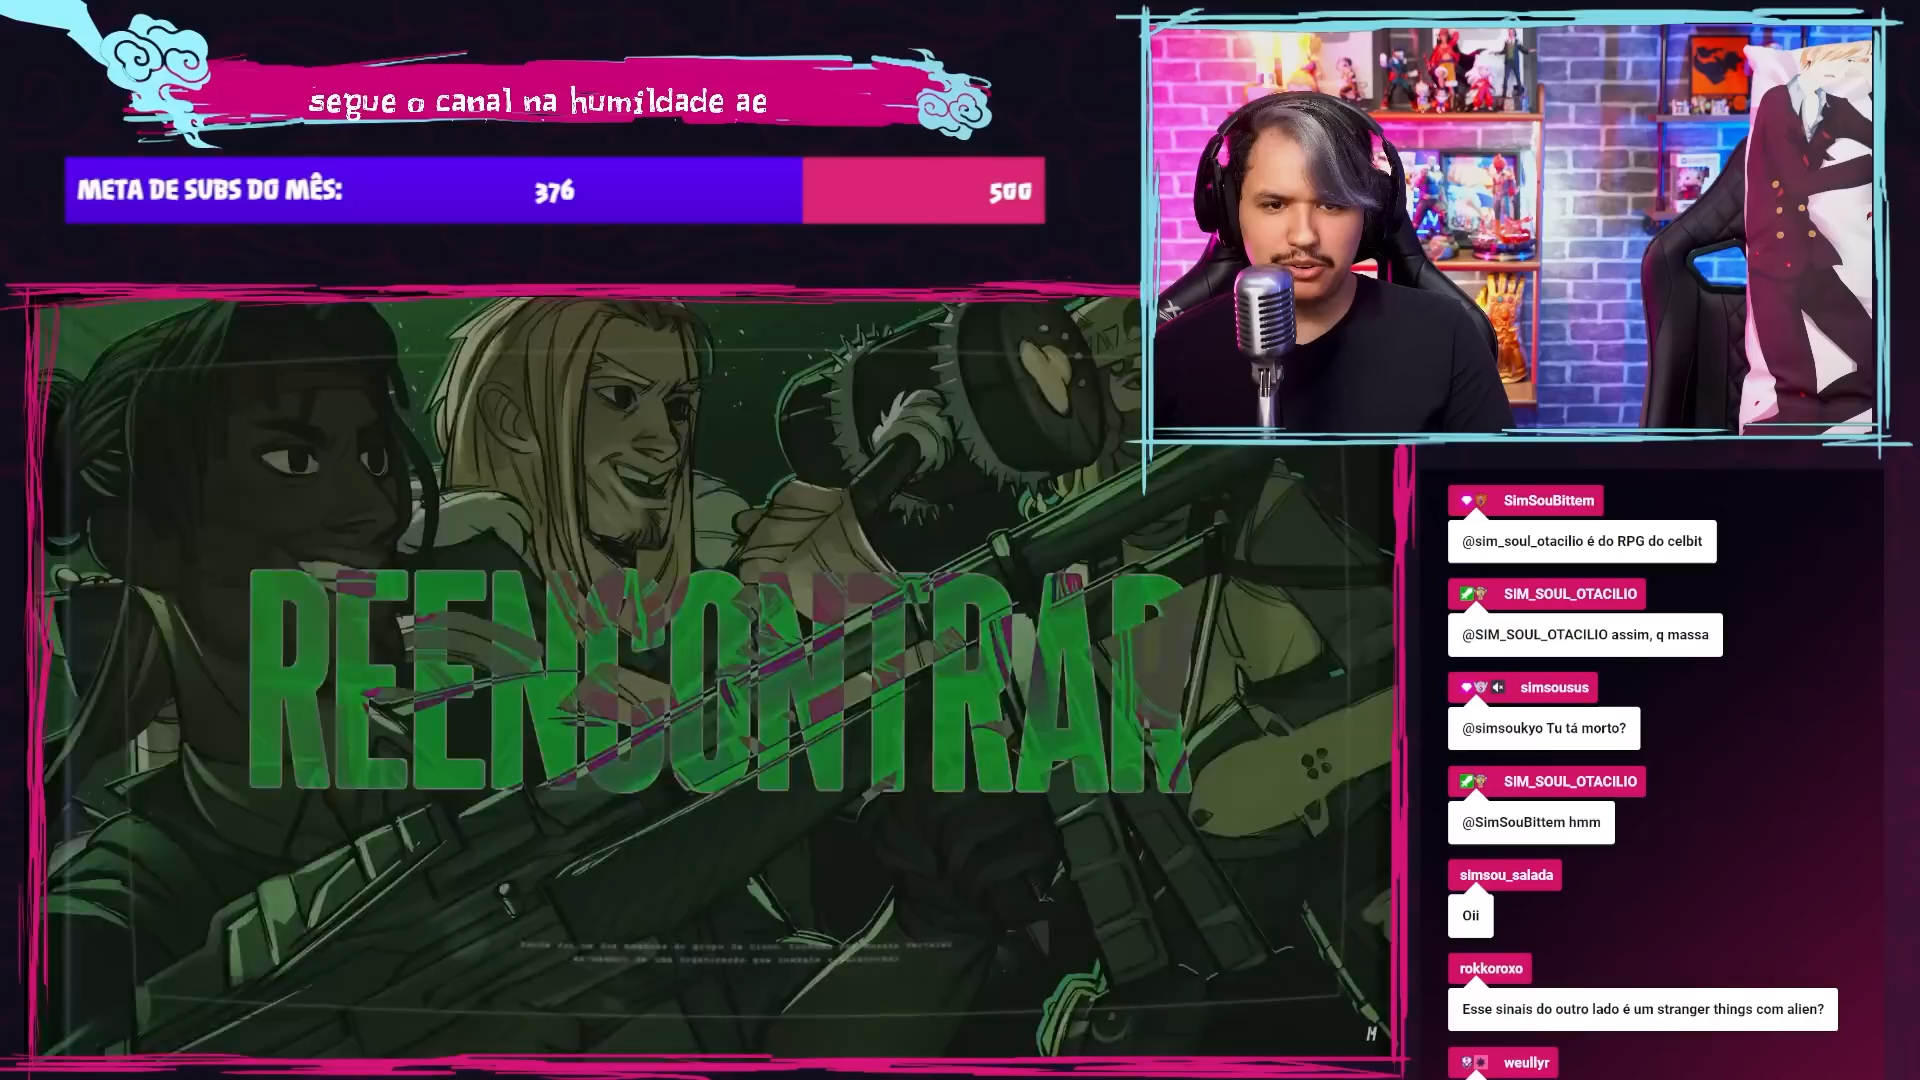 segue o canal na humildade ae
META DE SUBS DO MÊS:
376
500
REENCONTRAR
SimSouBittem
@sim_soul_otacilio é do RPG do celbit
SIM_SOUL_OTACILIO
@SIM_SOUL_OTACILIO assim, q massa
simsousus
@simsoukyo Tu tá morto?
SIM_SOUL_OTACILIO
@SimSouBittem hmm
simsou_salada
Oii
rokkoroxo
Esse sinais do outro lado é um stranger things com alien?
weullyr
M